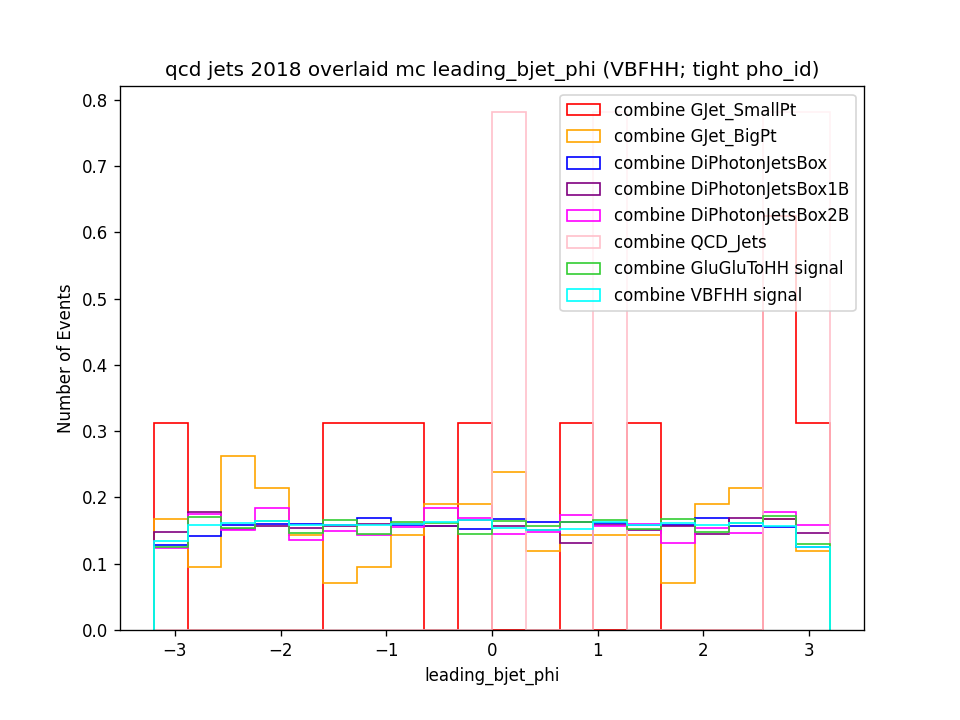 qcd jets 2018 overlaid mc leading_bjet_phi (VBFHH; tight pho_id)
combine GJet_SmallPt
combine GJet_BigPt
combine DiPhotonJetsBox
combine DiPhotonJetsBox1B
combine DiPhotonJetsBox2B
combine QCD_Jets
combine GluGluToHH signal
combine VBFHH signal
Number of Events
0.8
0.7
0.6
0.5
0.4
0.3
0.2
0.1
0.0
−3 −2 −1 0 1 2 3
leading_bjet_phi